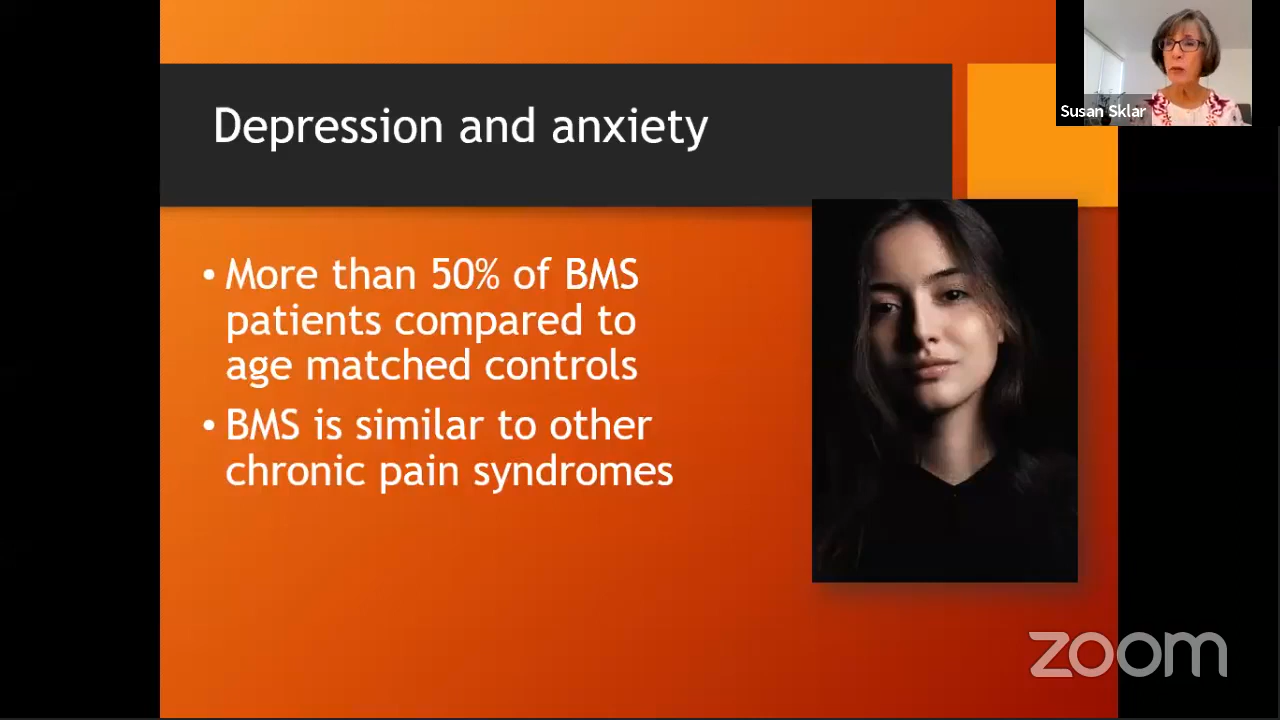 Depression and anxiety
Susan Sklar
• More than 50% of BMS
patients compared to
age matched controls
• BMS is similar to other
chronic pain syndromes
zoom